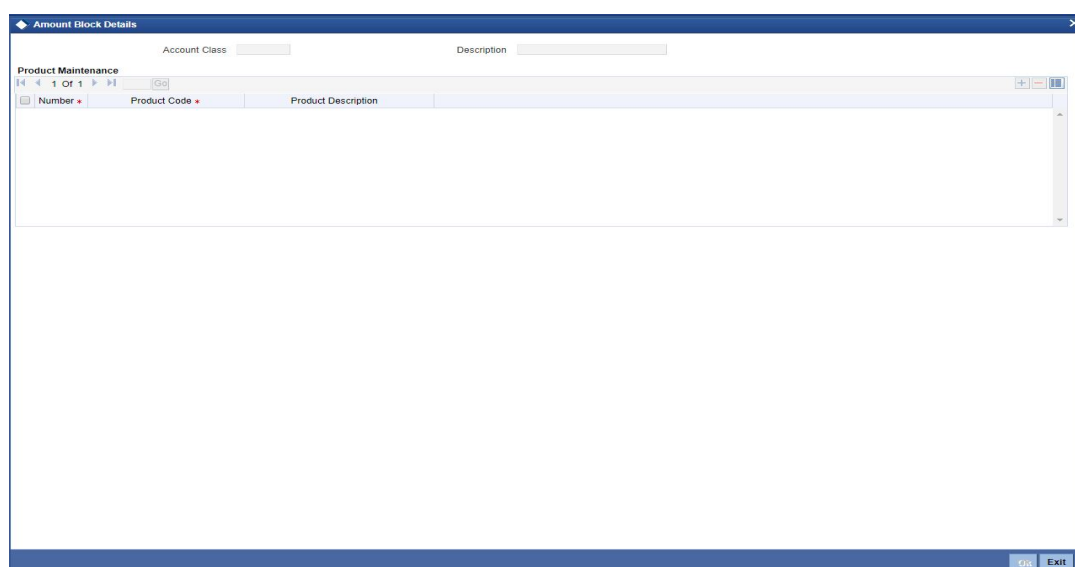 Amount Block Details
Account Class
Description
Product Maintenance
1 Of 1 Go
Number * Product Code * Product Description
Ok Exit